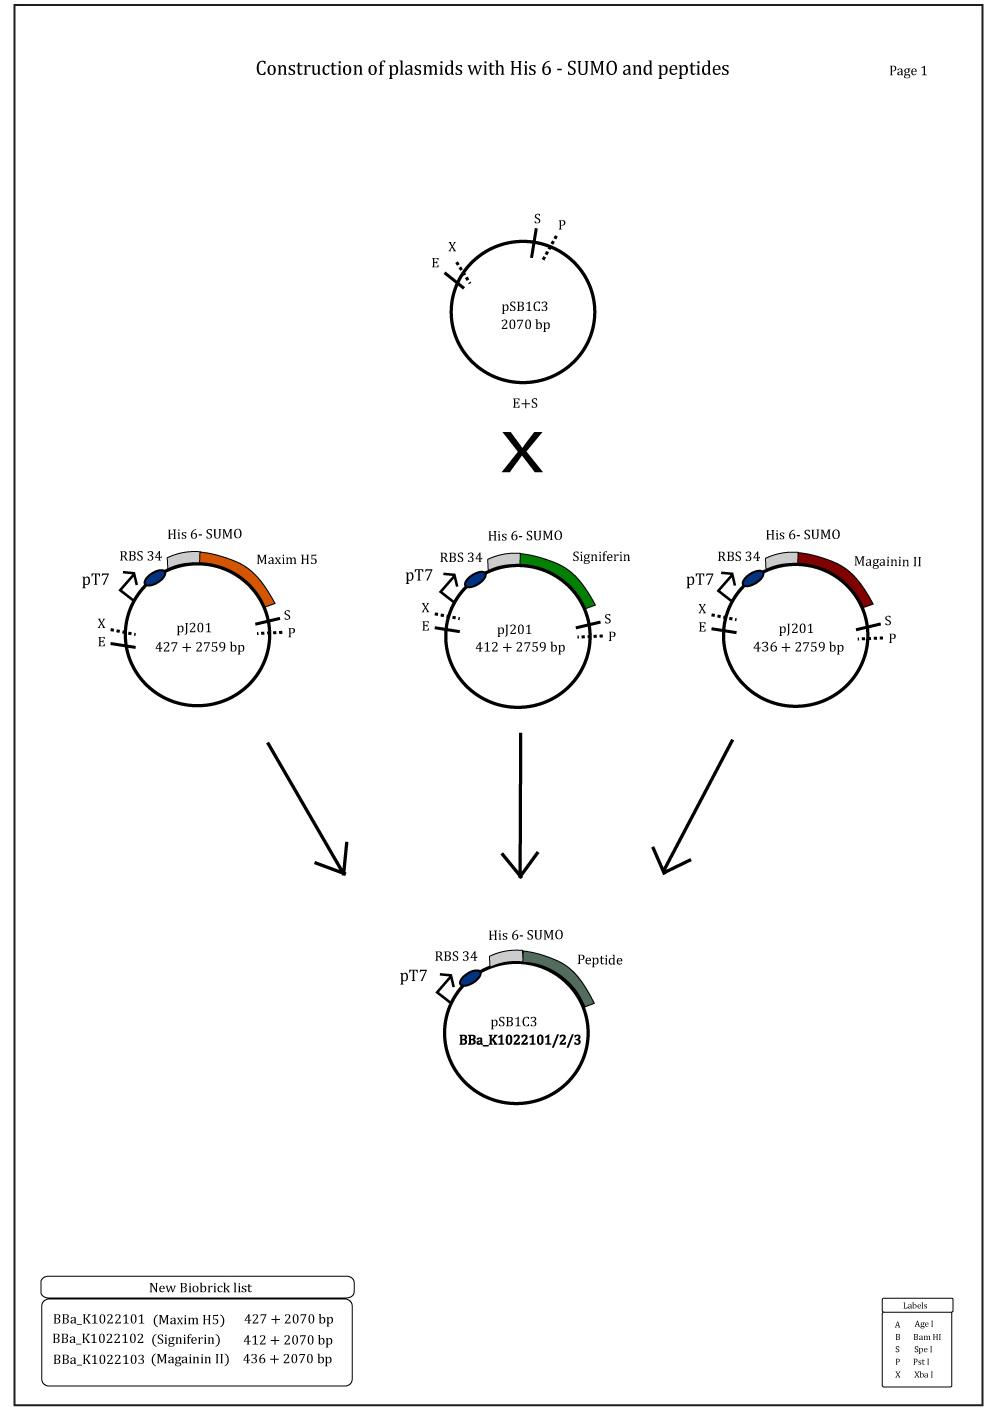 Construction of plasmids with His 6 - SUMO and peptides
Page 1
S
P
X
E
pSB1C3
2070 bp
E+S
X
His 6- SUMO
RBS 34
Maxim H5
pT7
X
E
S
P
pJ201
427 + 2759 bp
His 6- SUMO
RBS 34
Signiferin
pT7
X
E
S
P
pJ201
412 + 2759 bp
His 6- SUMO
RBS 34
Magainin II
pT7
X
E
S
P
pJ201
436 + 2759 bp
His 6- SUMO
RBS 34
Peptide
pT7
pSB1C3
BBa_K1022101/2/3
New Biobrick list
BBa_K1022101 (Maxim H5) 427 + 2070 bp
BBa_K1022102 (Signiferin) 412 + 2070 bp
BBa_K1022103 (Magainin II) 436 + 2070 bp
Labels
A Age I
B Bam HI
S Spe I
P Pst I
X Xba I